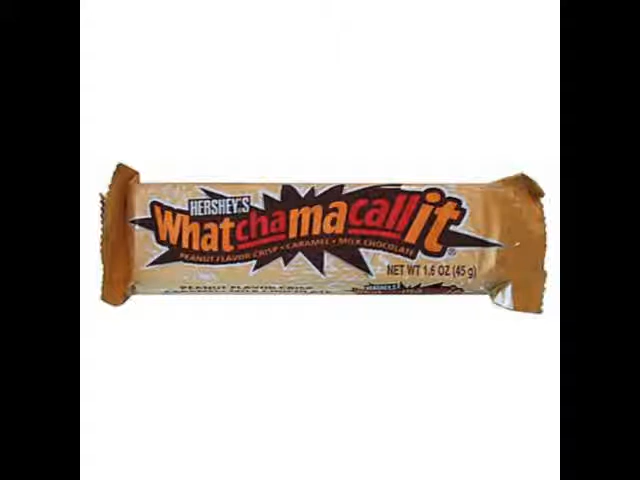 HERSHEY'S
Whatchamacallit®
PEANUT FLAVOR CRISP • CARAMEL • MILK CHOCOLATE
NET WT 1.6 OZ (45 g)
PEANUT FLAVOR CRISP